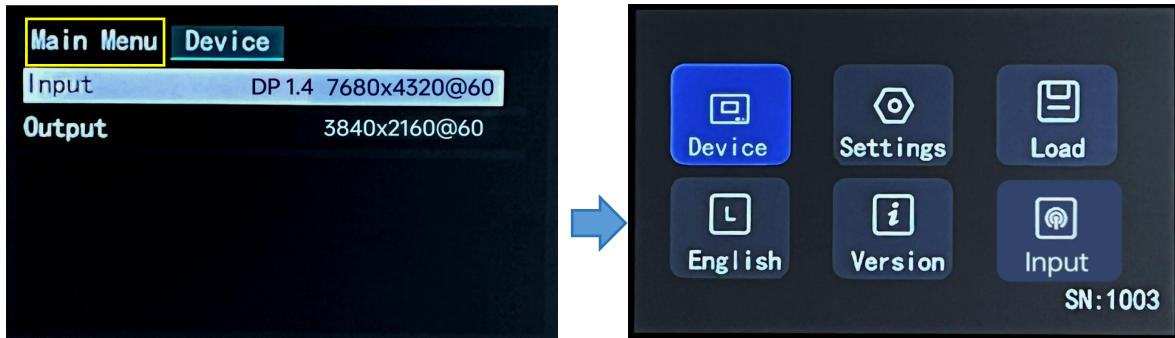 Main Menu Device
Input DP 1.4 7680x4320@60
Output 3840x2160@60
Device Settings Load
L
English Version Input
SN:1003